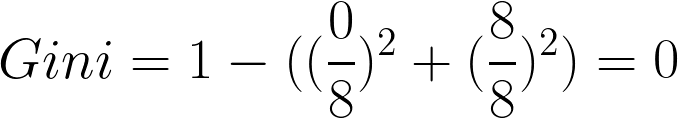 Gini = 1 − ((0/8)² + (8/8)²) = 0